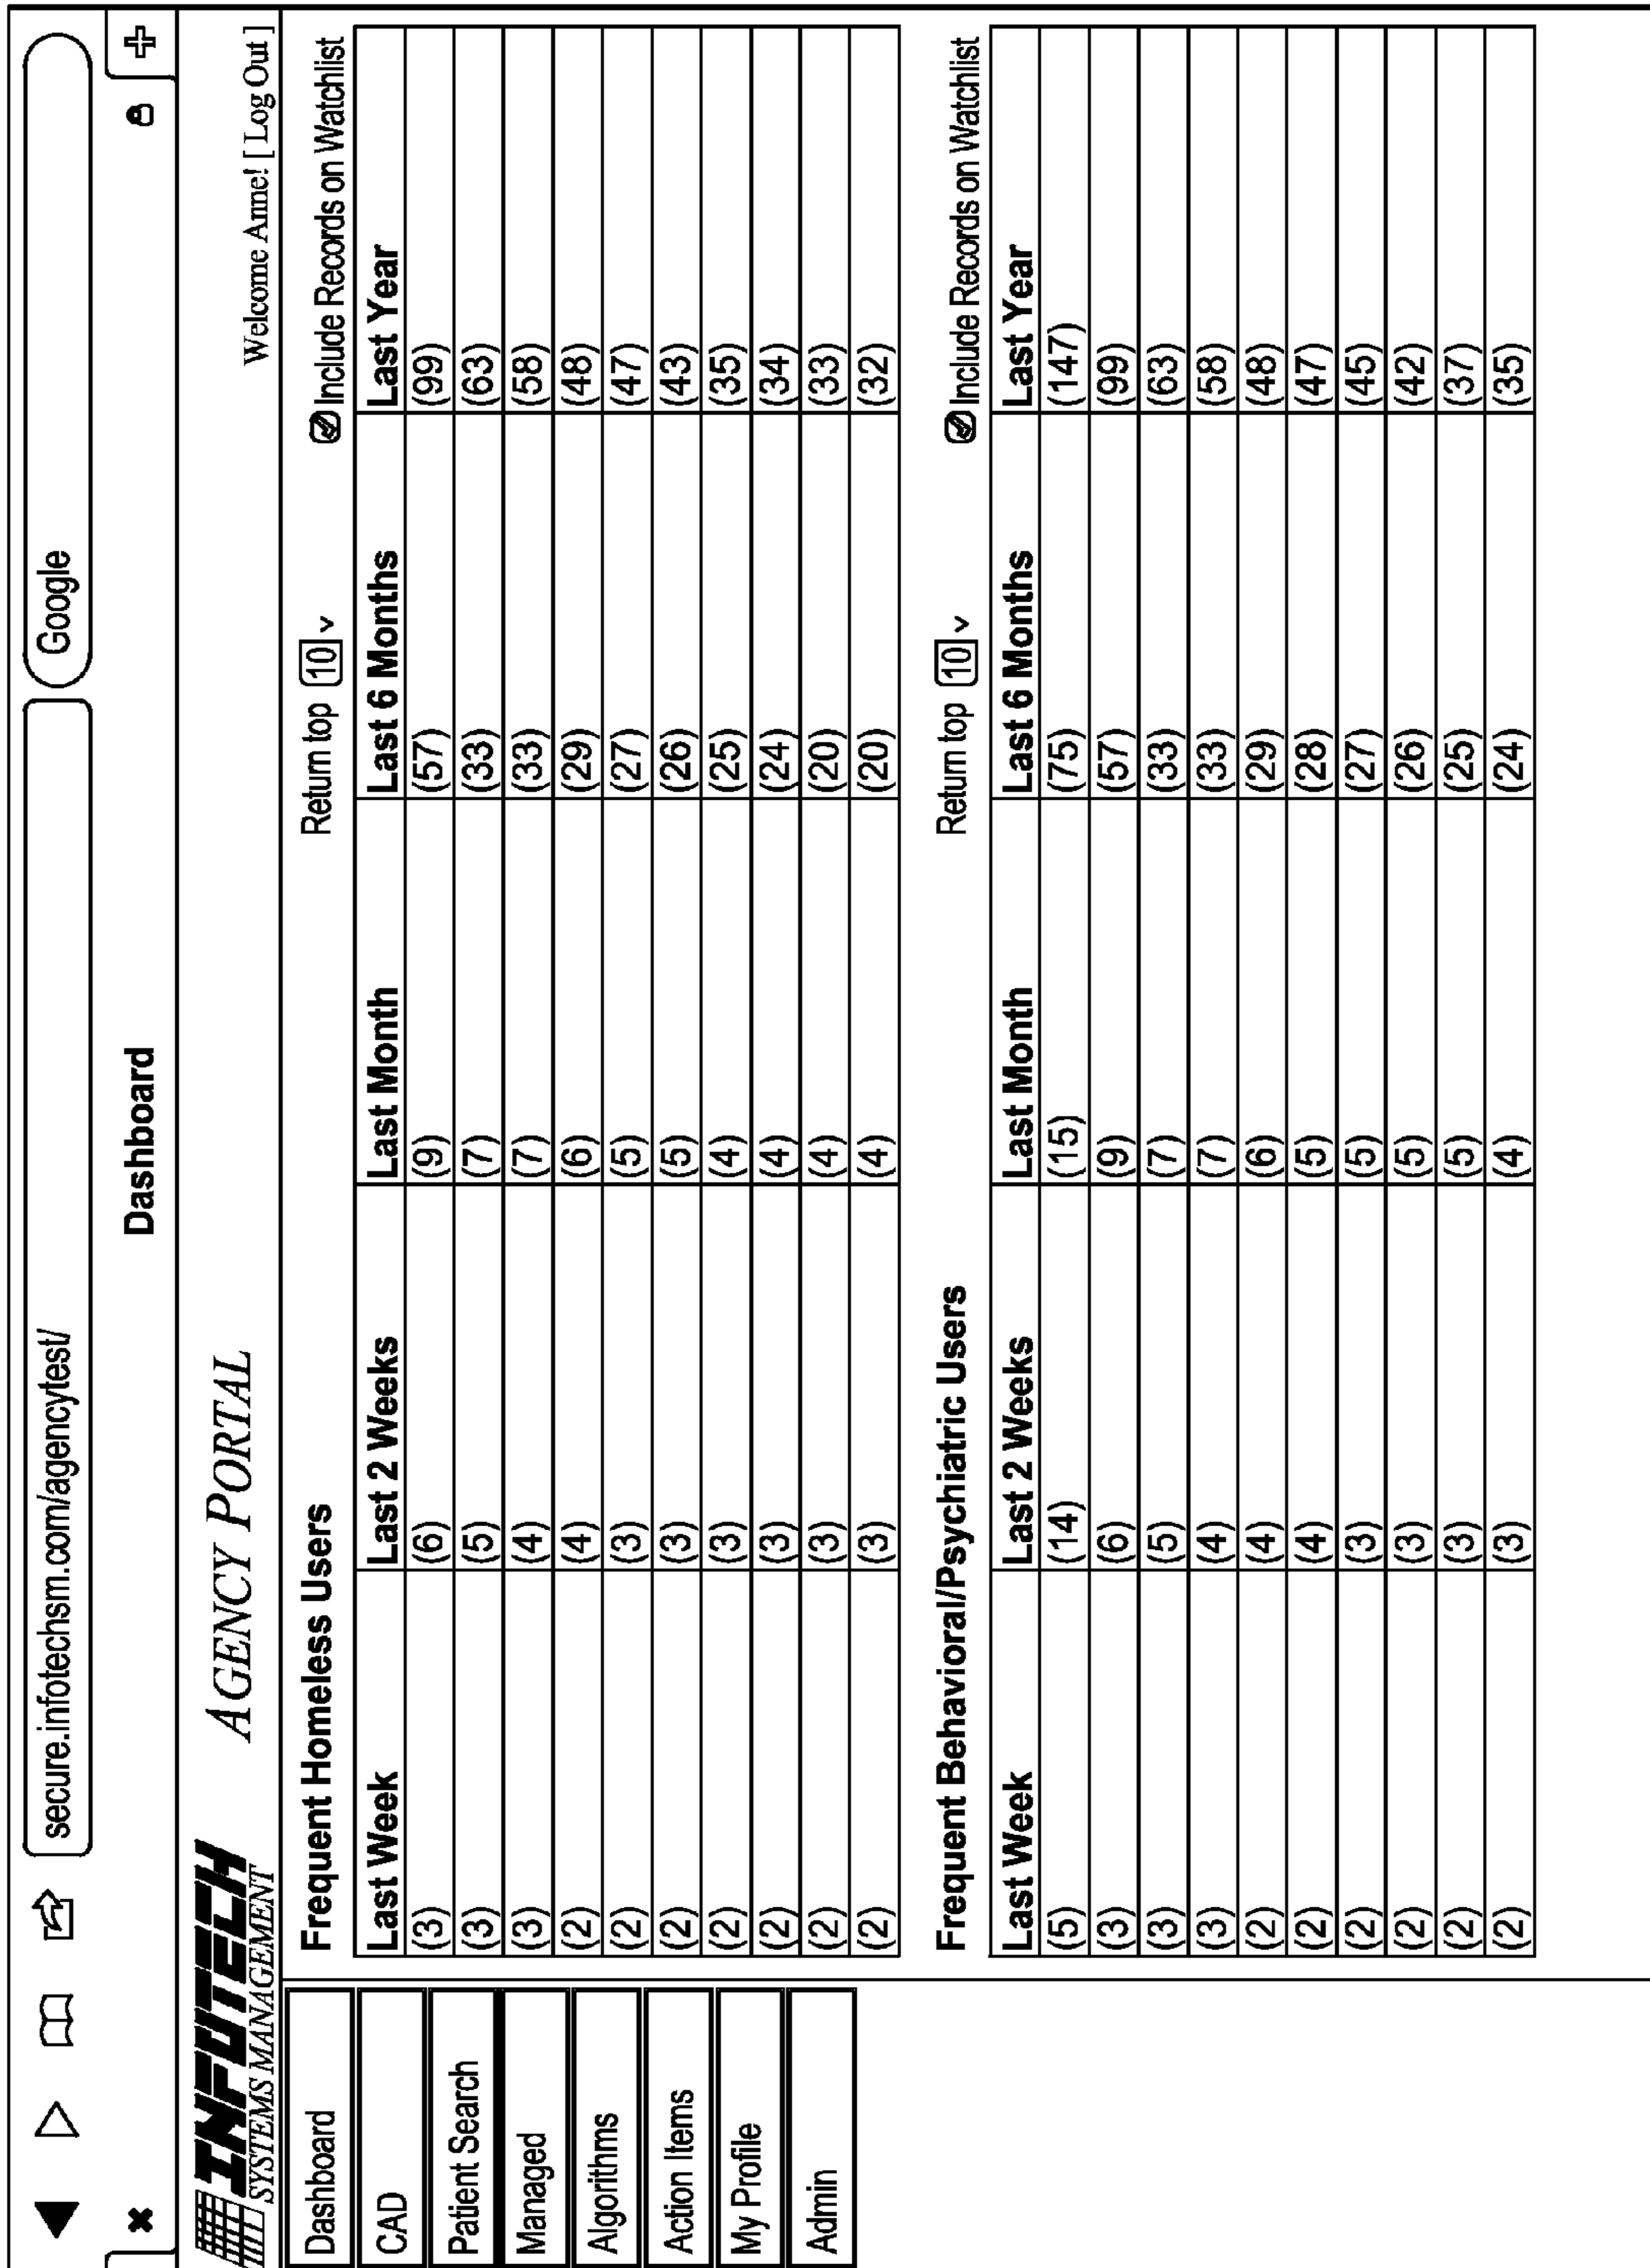 secure.infotechsm.com/agencytest/ Google
Dashboard
INFOTECH
SYSTEMS MANAGEMENT
AGENCY PORTAL
Welcome Anne! [ Log Out ]
Dashboard
CAD
Patient Search
Managed
Algorithms
Action Items
My Profile
Admin
Frequent Homeless Users Return top 10 Include Records on Watchlist
Last Week Last 2 Weeks Last Month Last 6 Months Last Year
(3) (6) (9) (57) (99)
(3) (5) (7) (33) (63)
(3) (4) (7) (33) (58)
(2) (4) (6) (29) (48)
(2) (3) (5) (27) (47)
(2) (3) (5) (26) (43)
(2) (3) (4) (25) (35)
(2) (3) (4) (24) (34)
(2) (3) (4) (20) (33)
(2) (3) (4) (20) (32)
Frequent Behavioral/Psychiatric Users Return top 10 Include Records on Watchlist
Last Week Last 2 Weeks Last Month Last 6 Months Last Year
(5) (14) (15) (75) (147)
(3) (6) (9) (57) (99)
(3) (5) (7) (33) (63)
(3) (4) (7) (33) (58)
(2) (4) (6) (29) (48)
(2) (4) (5) (28) (47)
(2) (3) (5) (27) (45)
(2) (3) (5) (26) (42)
(2) (3) (5) (25) (37)
(2) (3) (4) (24) (35)